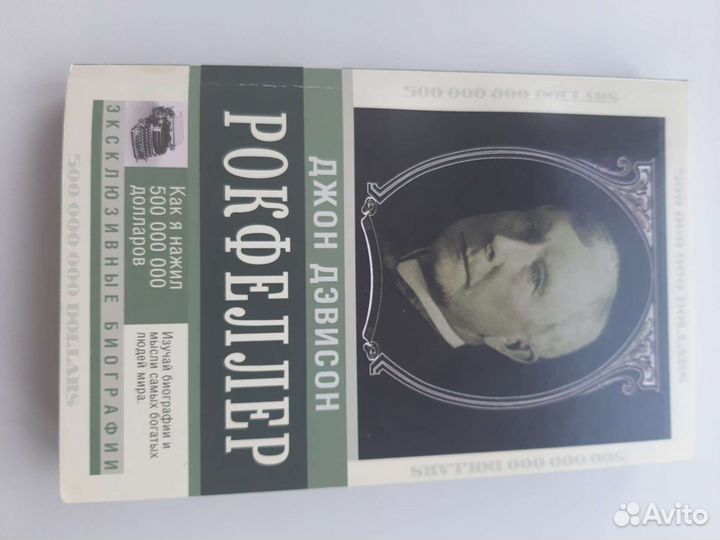 500 000 000 DOLLARS
500 000 000 DOLLARS
500 000 000 DOLLARS
ДЖОН ДЭВИСОН
РОКФЕЛЛЕР
Как я нажил
500 000 000
долларов
Изучай биографии и
мысли самых богатых
людей мира.
ЭКСКЛЮЗИВНЫЕ БИОГРАФИИ
500 000 000 DOLLARS
Avito